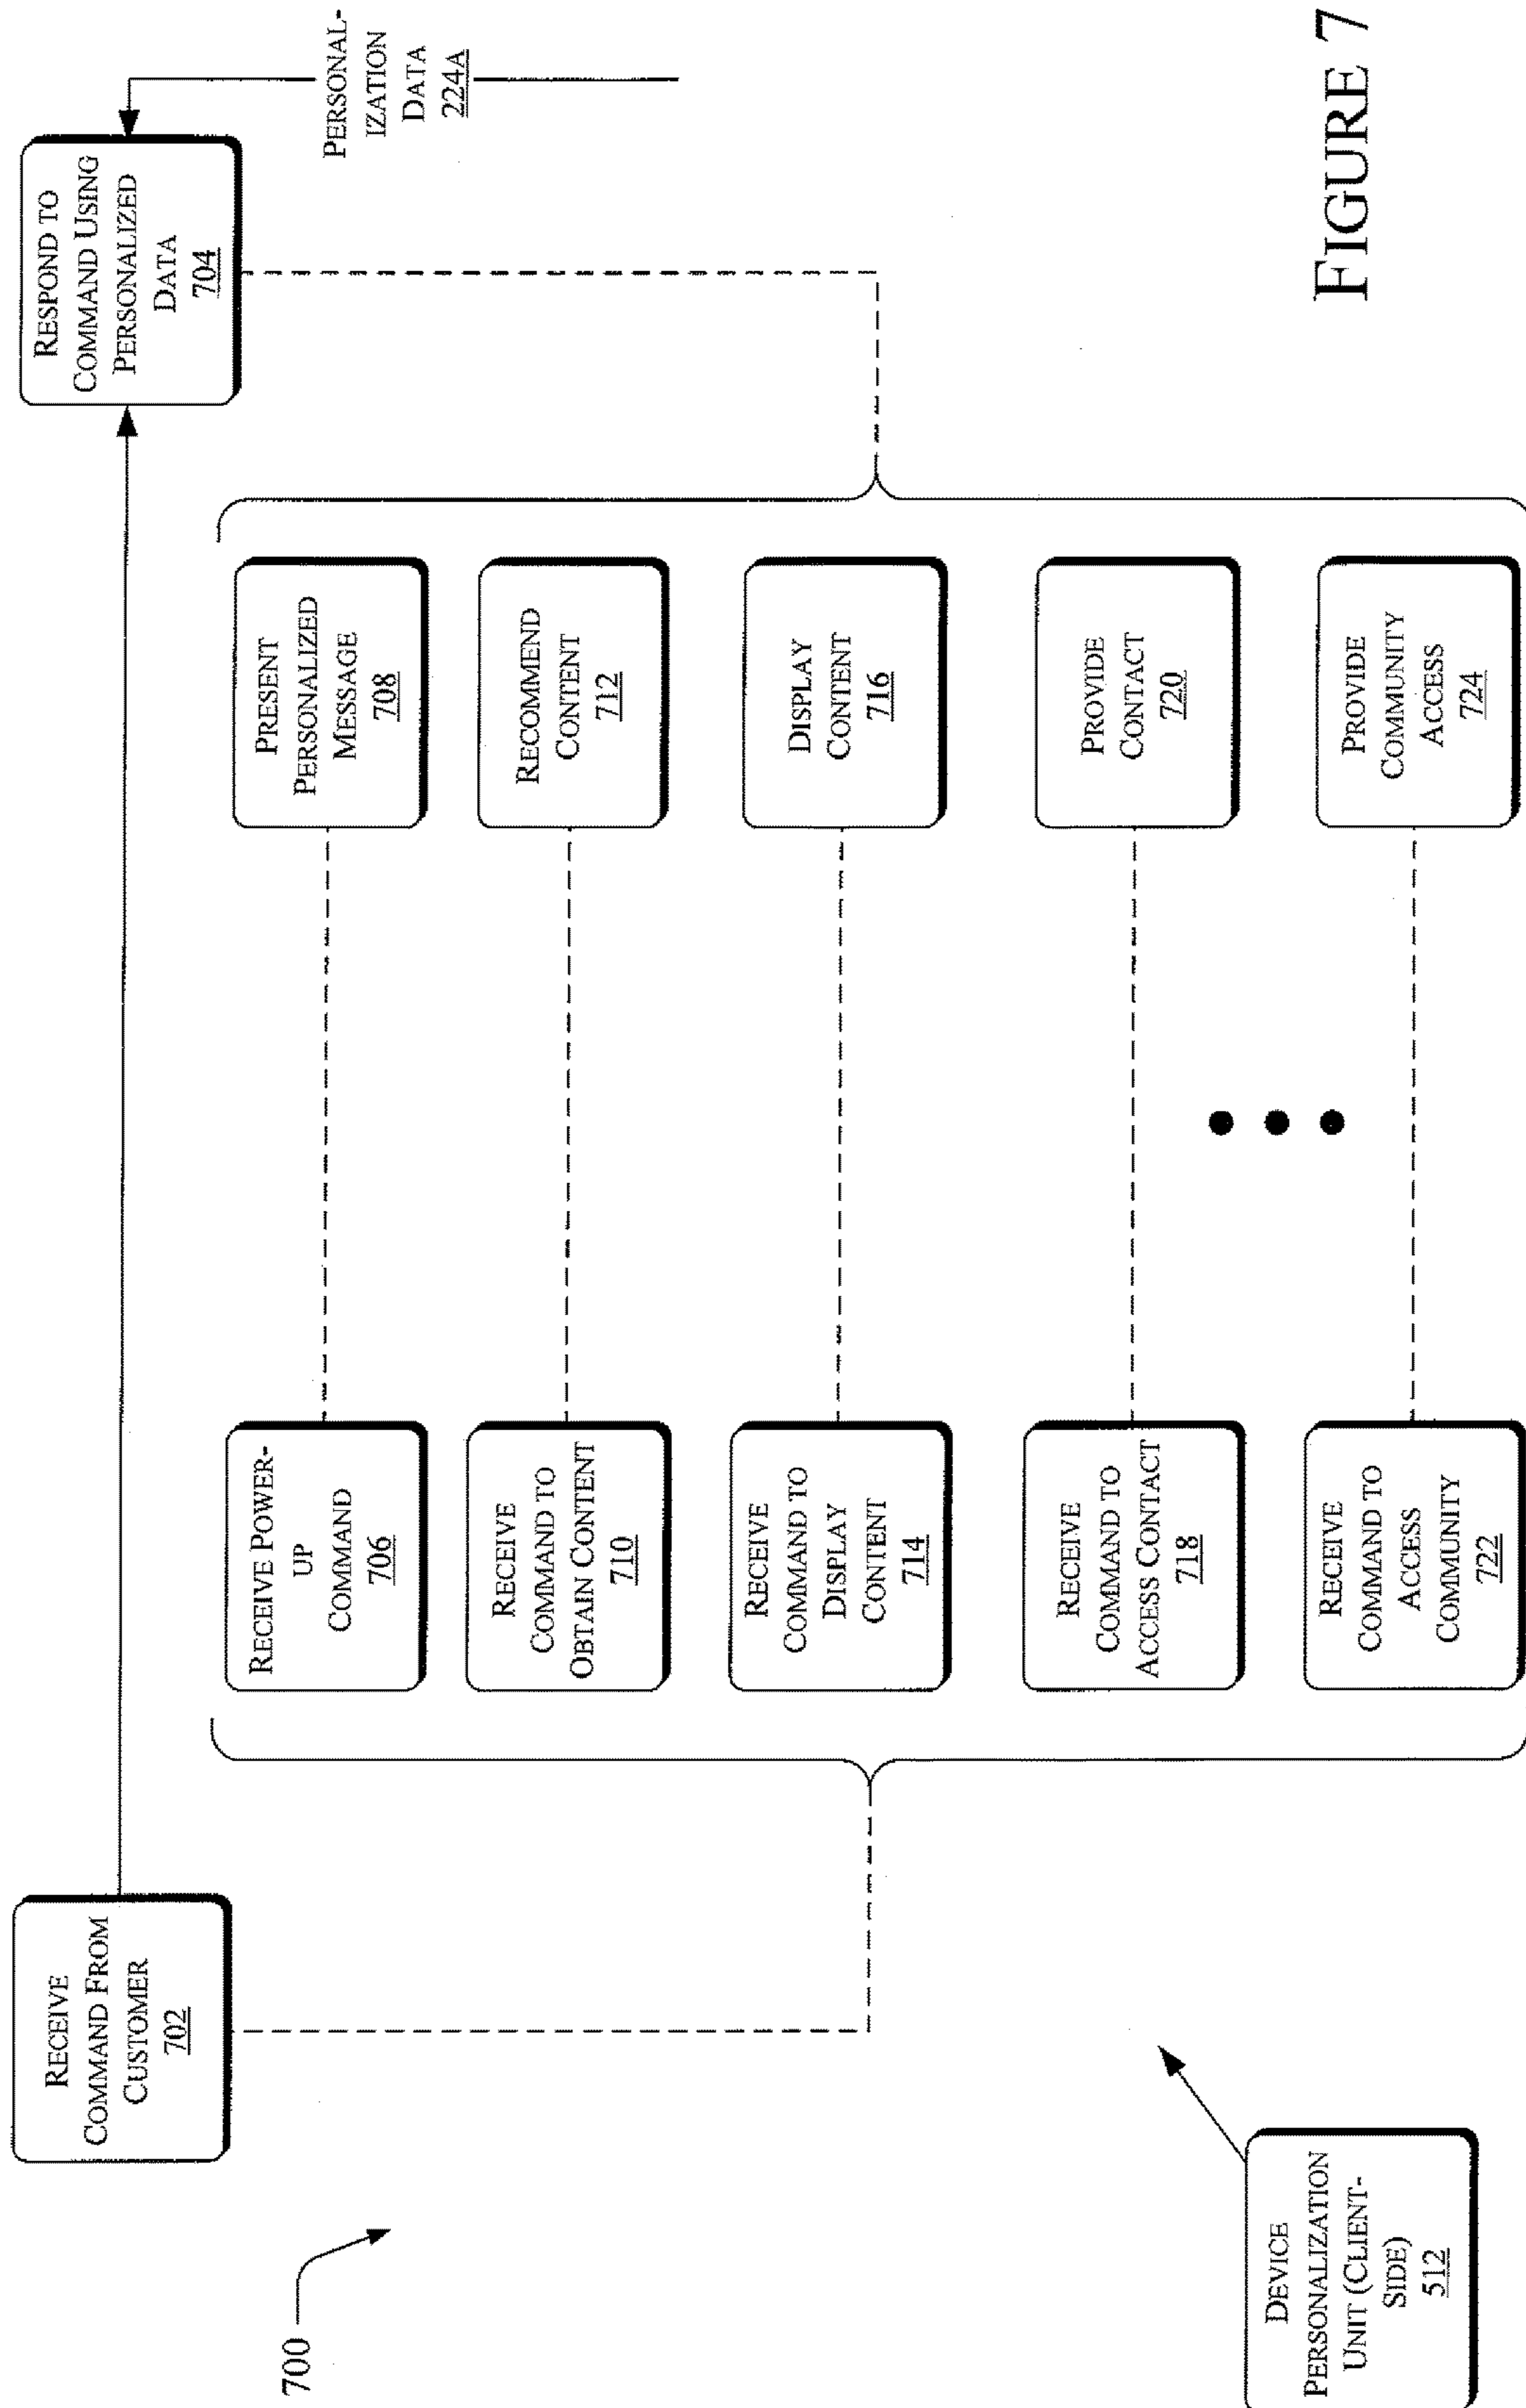 700
RECEIVE
COMMAND FROM
CUSTOMER
702
RESPOND TO
COMMAND USING
PERSONALIZED
DATA
704
PERSONAL-
IZATION
DATA
224A
RECEIVE POWER-
UP
COMMAND
706
PRESENT
PERSONALIZED
MESSAGE
708
RECEIVE
COMMAND TO
OBTAIN CONTENT
710
RECOMMEND
CONTENT
712
RECEIVE
COMMAND TO
DISPLAY
CONTENT
714
DISPLAY
CONTENT
716
RECEIVE
COMMAND TO
ACCESS CONTACT
718
PROVIDE
CONTACT
720
RECEIVE
COMMAND TO
ACCESS
COMMUNITY
722
PROVIDE
COMMUNITY
ACCESS
724
DEVICE
PERSONALIZATION
UNIT (CLIENT-
SIDE)
512
FIGURE 7